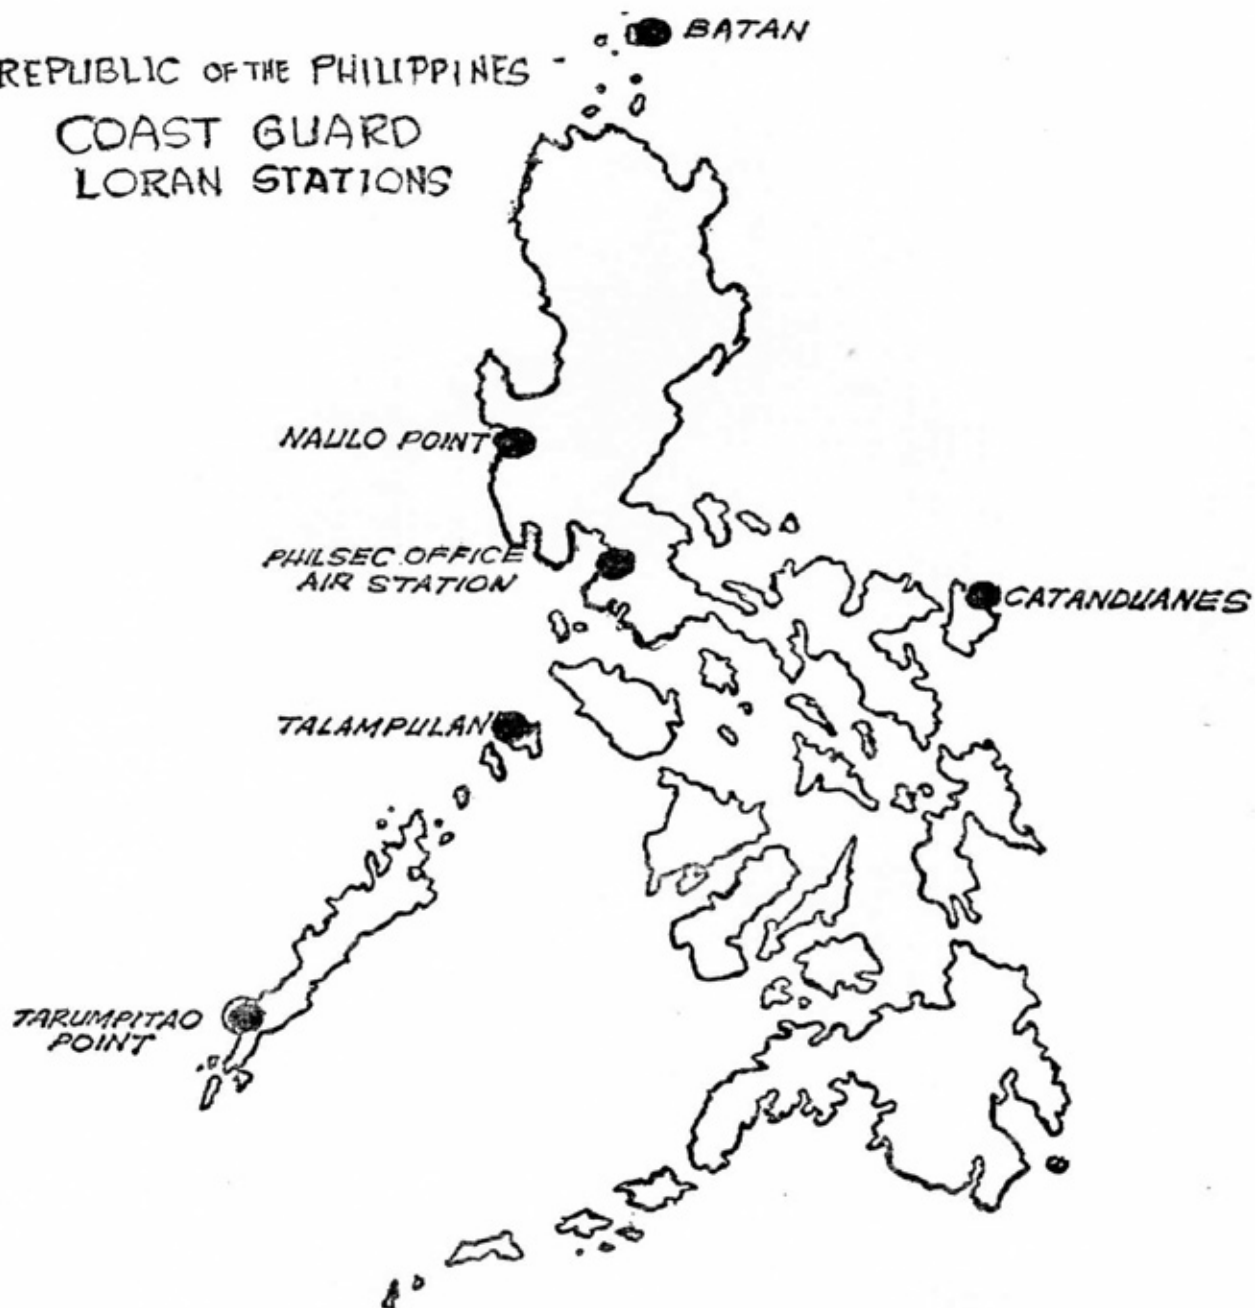 REPUBLIC OF THE PHILIPPINES -
COAST GUARD
LORAN STATIONS
BATAN
NAULO POINT
PHILSEC OFFICE
AIR STATION
CATANDUANES
TALAMPULAN
TARUMPITAO
POINT